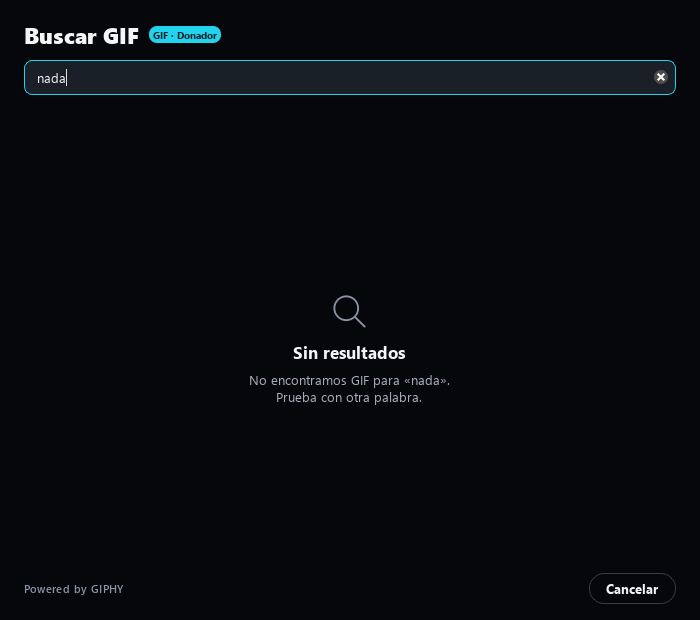 Buscar GIF
GIF · Donador
nada
Sin resultados
No encontramos GIF para «nada».
Prueba con otra palabra.
Powered by GIPHY
Cancelar